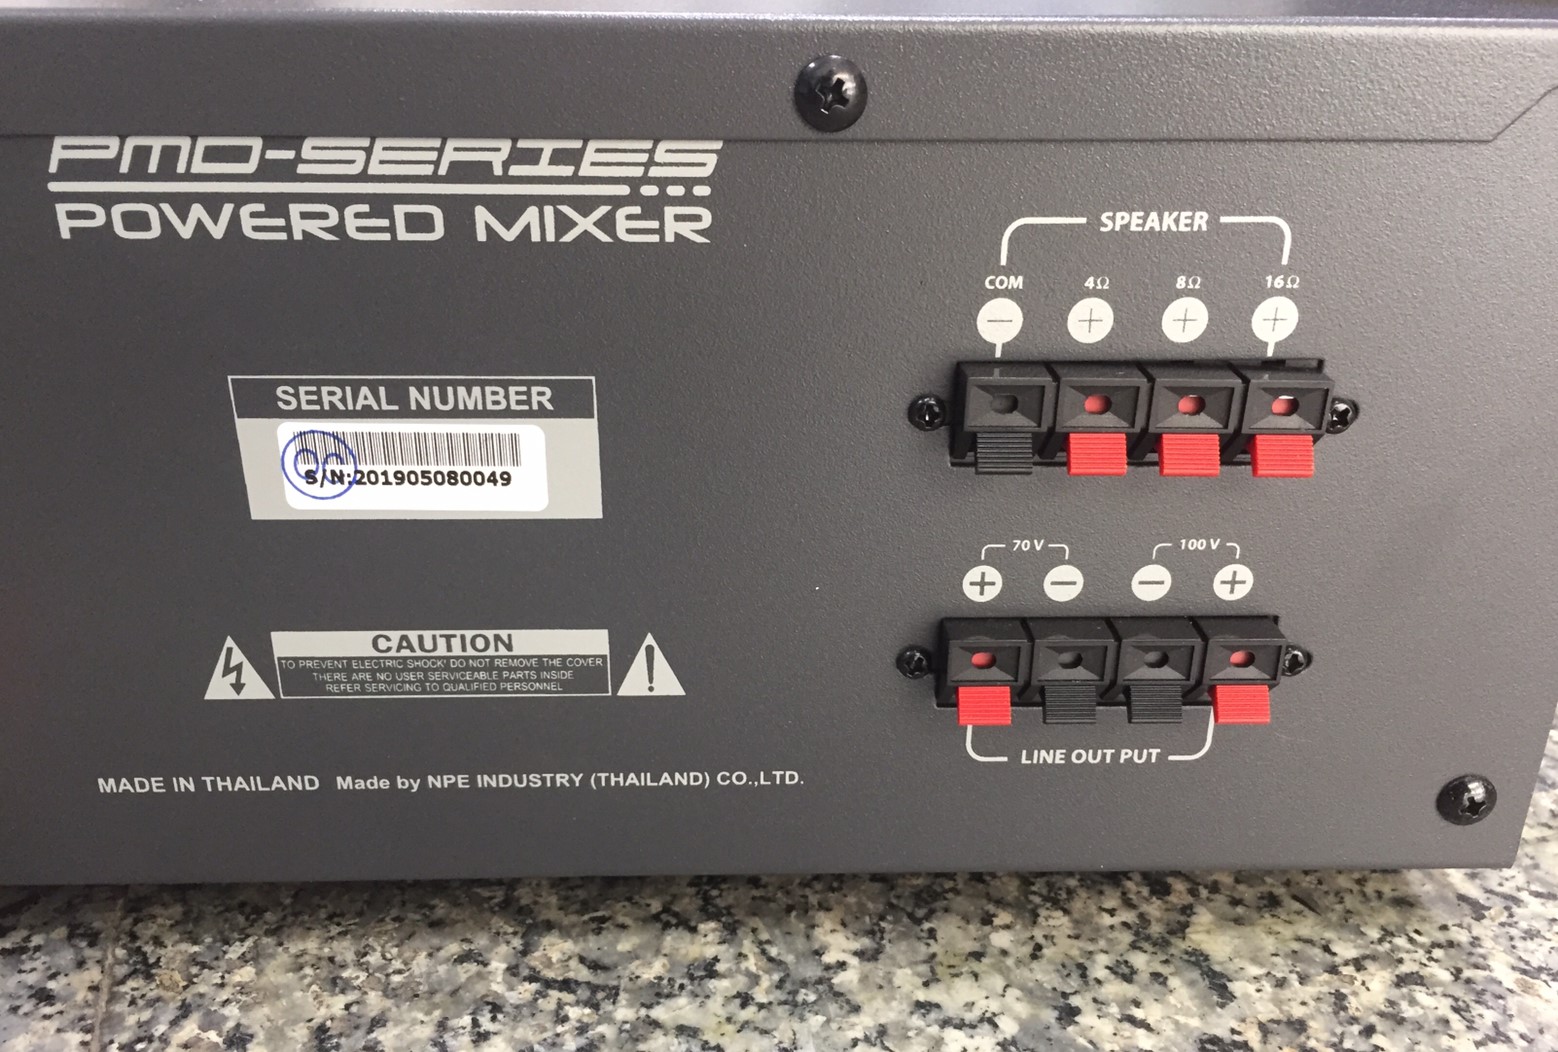 PMD-SERIES
POWERED MIXER
SERIAL NUMBER
S/N:201905080049
CAUTION
TO PREVENT ELECTRIC SHOCK' DO NOT REMOVE THE COVER
THERE ARE NO USER SERVICEABLE PARTS INSIDE
REFER SERVICING TO QUALIFIED PERSONNEL
MADE IN THAILAND Made by NPE INDUSTRY (THAILAND) CO.,LTD.
SPEAKER
COM 4Ω 8Ω 16Ω
− + + +
70 V 100 V
+ − − +
LINE OUT PUT